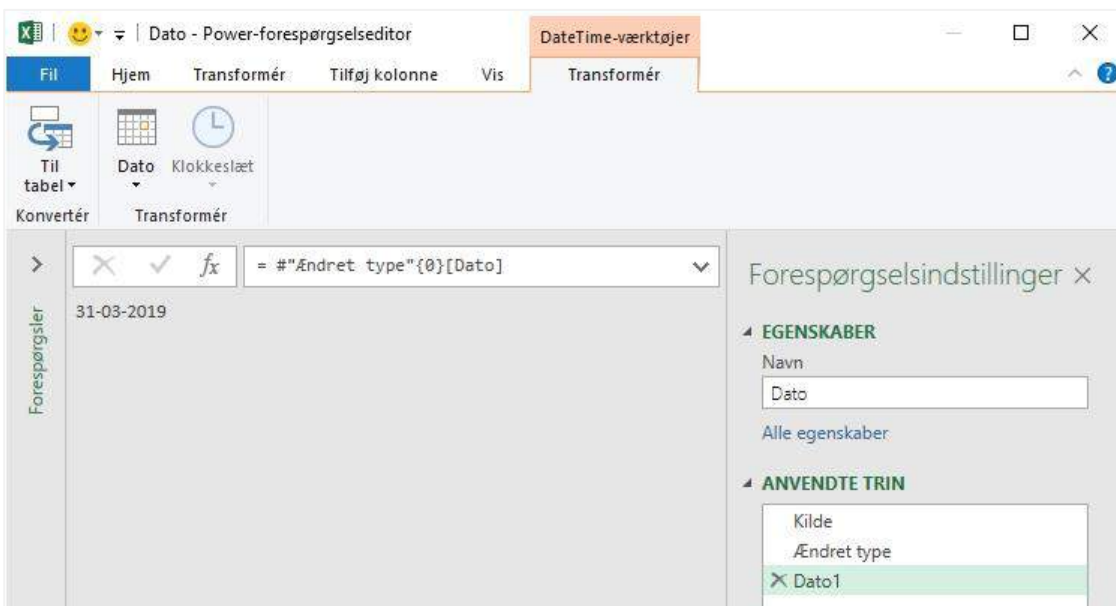 Dato - Power-forespørgselseditor
DateTime-værktøjer
Fil Hjem Transformér Tilføj kolonne Vis Transformér
Til tabel
Dato
Klokkeslæt
Konvertér
Transformér
fx = #"Ændret type"{0}[Dato]
Forespørgsler
31-03-2019
Forespørgselsindstillinger
EGENSKABER
Navn
Dato
Alle egenskaber
ANVENDTE TRIN
Kilde
Ændret type
Dato1